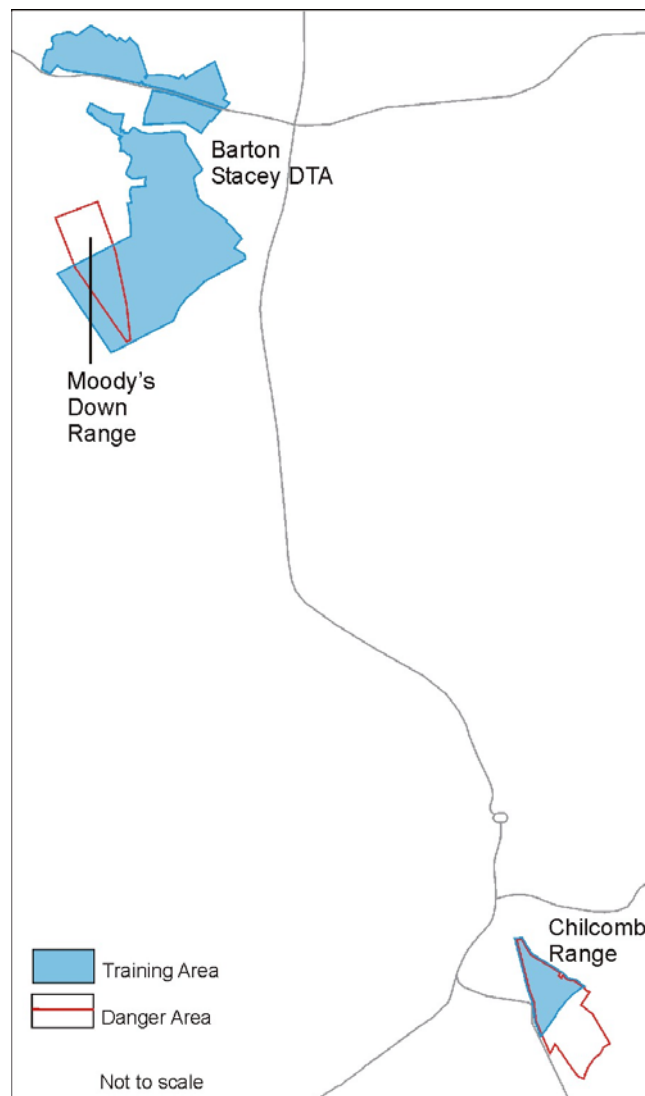 Barton
Stacey DTA
Moody's
Down
Range
Chilcomb
Range
Training Area
Danger Area
Not to scale